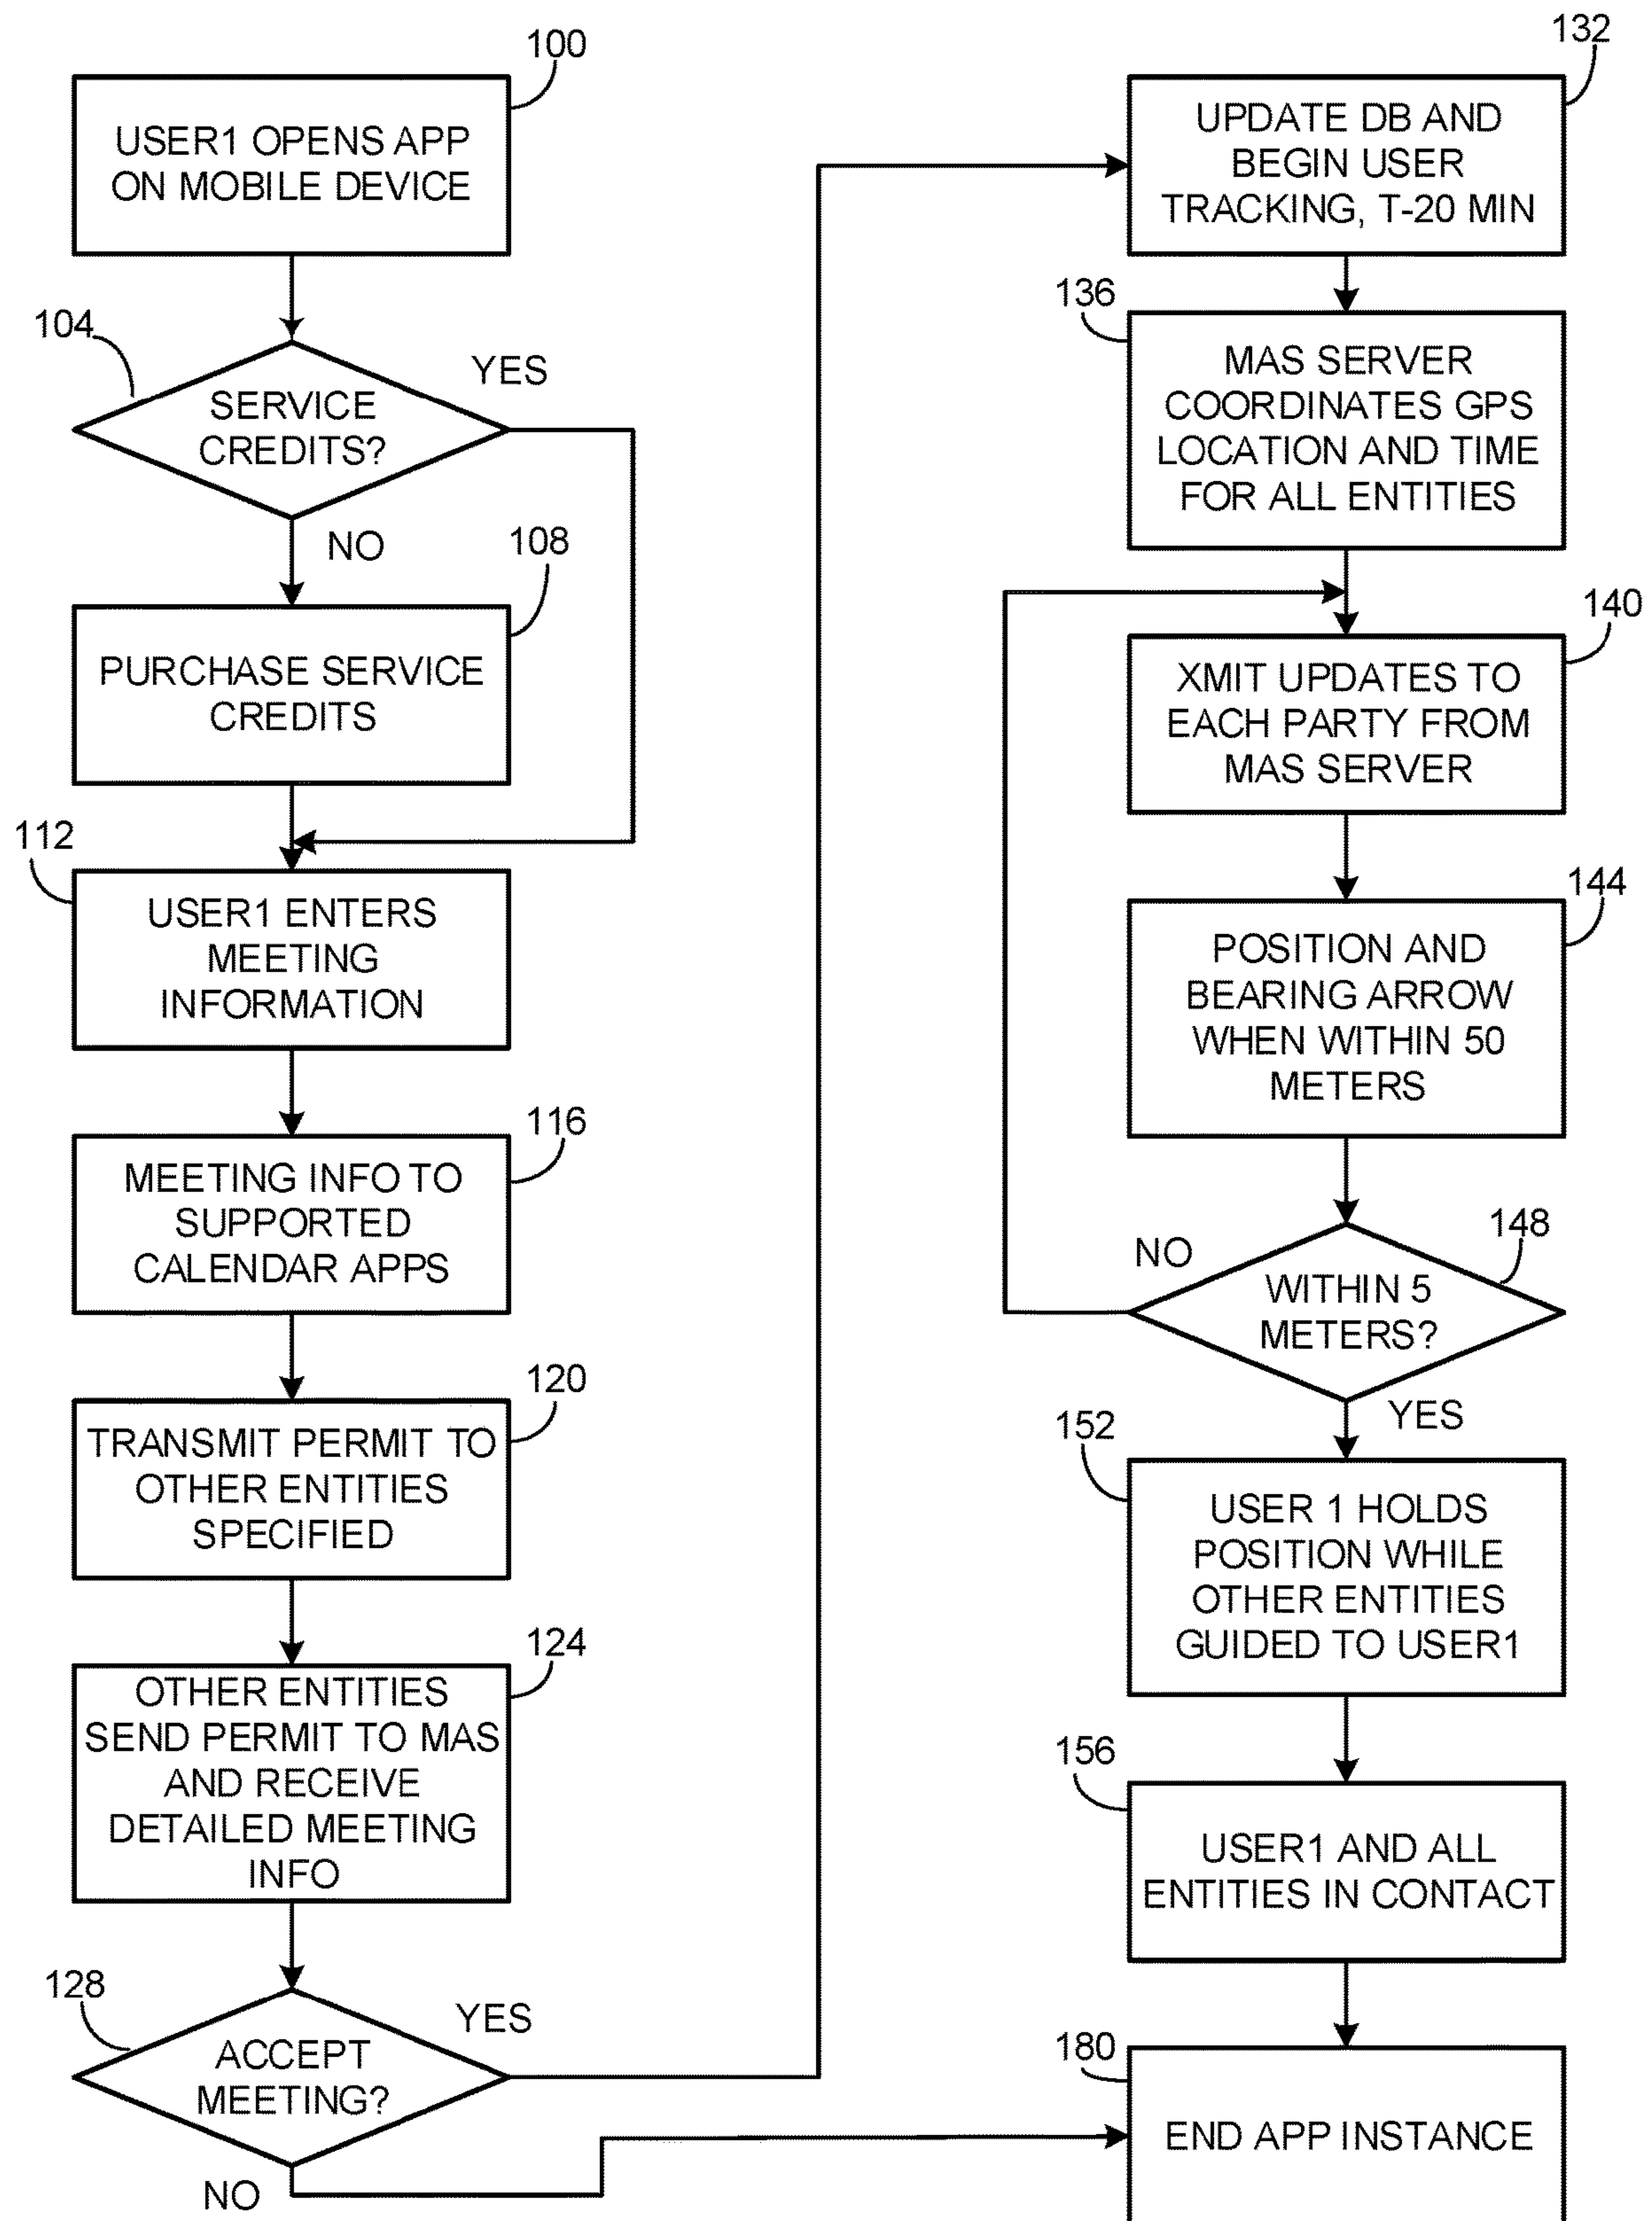 100
USER1 OPENS APP
ON MOBILE DEVICE
104
SERVICE
CREDITS?
YES
NO
108
PURCHASE SERVICE
CREDITS
112
USER1 ENTERS
MEETING
INFORMATION
116
MEETING INFO TO
SUPPORTED
CALENDAR APPS
120
TRANSMIT PERMIT TO
OTHER ENTITIES
SPECIFIED
124
OTHER ENTITIES
SEND PERMIT TO MAS
AND RECEIVE
DETAILED MEETING
INFO
128
ACCEPT
MEETING?
YES
NO
132
UPDATE DB AND
BEGIN USER
TRACKING, T-20 MIN
136
MAS SERVER
COORDINATES GPS
LOCATION AND TIME
FOR ALL ENTITIES
140
XMIT UPDATES TO
EACH PARTY FROM
MAS SERVER
144
POSITION AND
BEARING ARROW
WHEN WITHIN 50
METERS
148
NO
WITHIN 5
METERS?
YES
152
USER 1 HOLDS
POSITION WHILE
OTHER ENTITIES
GUIDED TO USER1
156
USER1 AND ALL
ENTITIES IN CONTACT
180
END APP INSTANCE